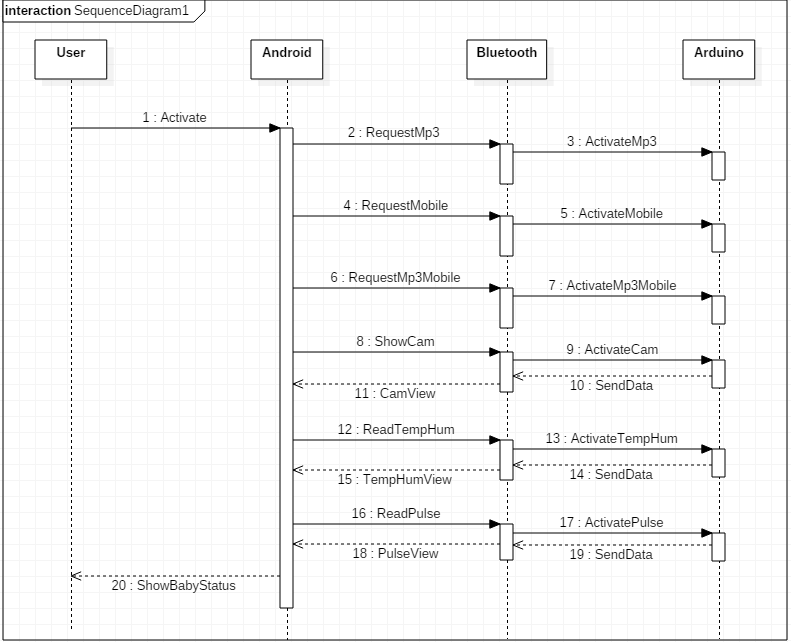 interaction SequenceDiagram1
User
Android
Bluetooth
Arduino
1 : Activate
2 : RequestMp3
3 : ActivateMp3
4 : RequestMobile
5 : ActivateMobile
6 : RequestMp3Mobile
7 : ActivateMp3Mobile
8 : ShowCam
9 : ActivateCam
10 : SendData
11 : CamView
12 : ReadTempHum
13 : ActivateTempHum
14 : SendData
15 : TempHumView
16 : ReadPulse
17 : ActivatePulse
18 : PulseView
19 : SendData
20 : ShowBabyStatus